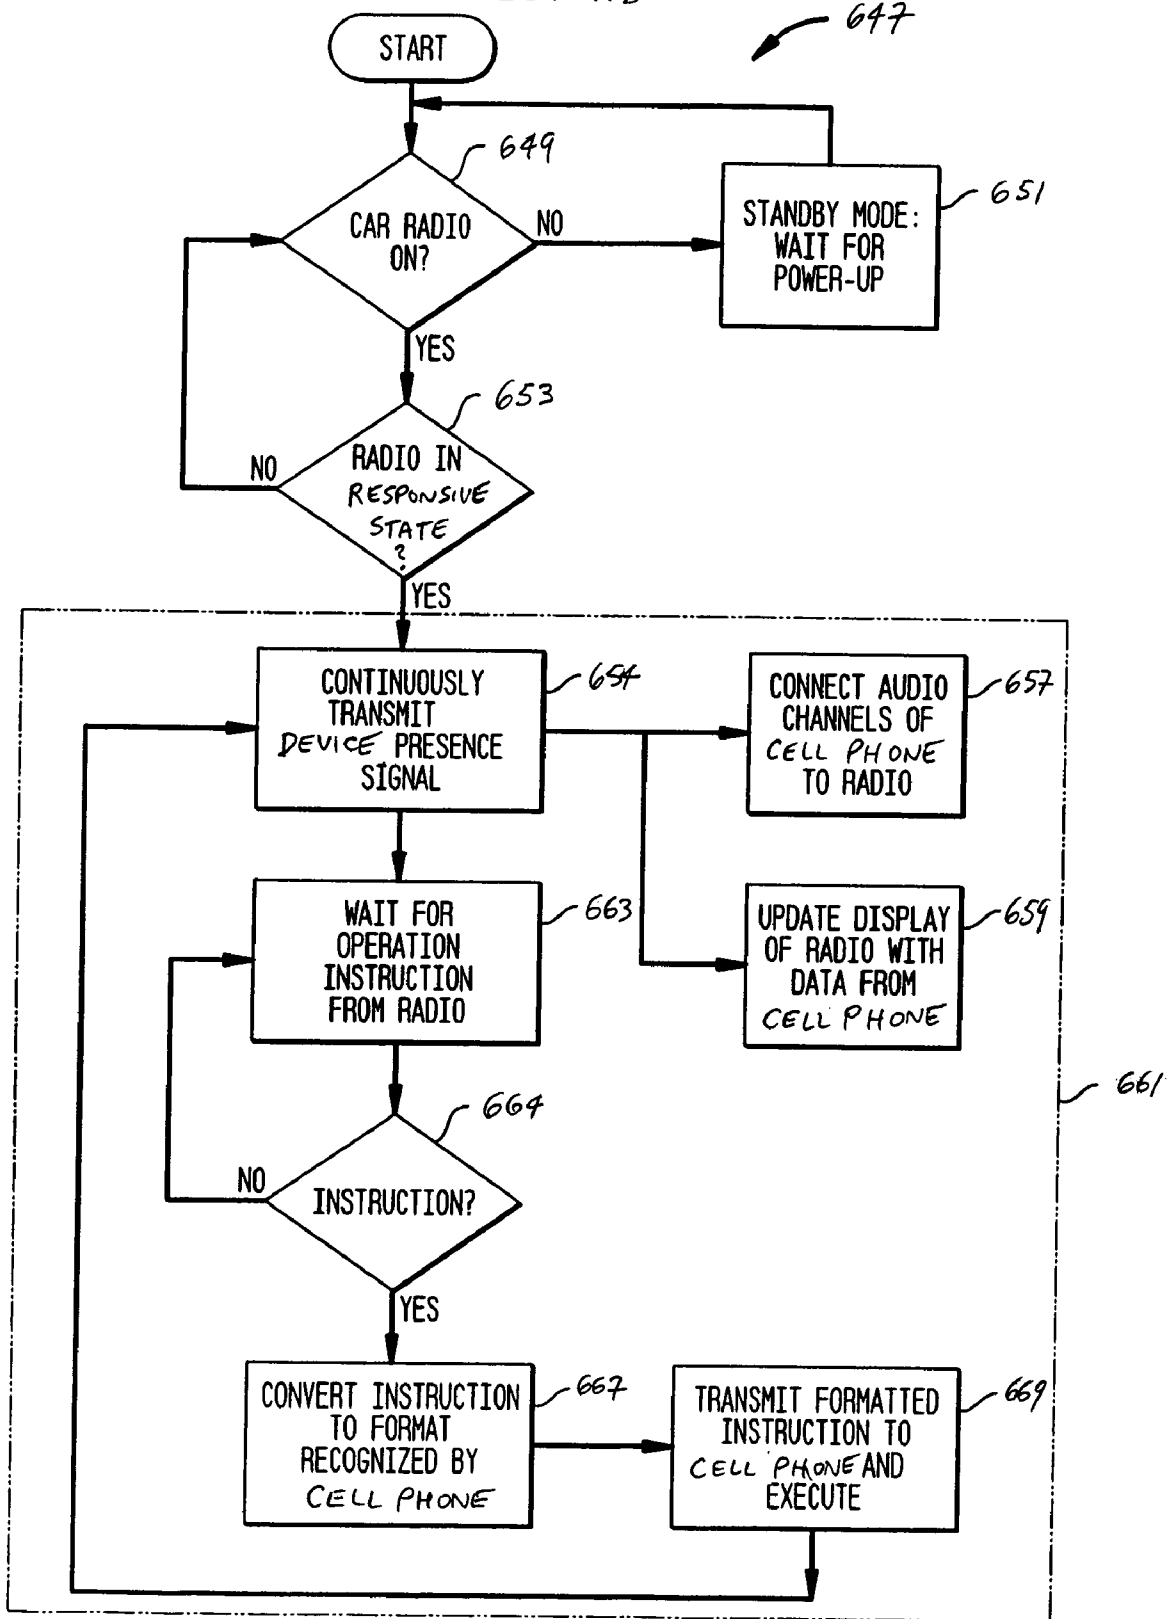 647
START
649
CAR RADIO
ON?
NO
651
STANDBY MODE:
WAIT FOR
POWER-UP
YES
653
RADIO IN
RESPONSIVE
STATE
?
NO
YES
654
CONTINUOUSLY
TRANSMIT
DEVICE PRESENCE
SIGNAL
657
CONNECT AUDIO
CHANNELS OF
CELL PHONE
TO RADIO
663
WAIT FOR
OPERATION
INSTRUCTION
FROM RADIO
659
UPDATE DISPLAY
OF RADIO WITH
DATA FROM
CELL PHONE
661
664
INSTRUCTION?
NO
YES
667
CONVERT INSTRUCTION
TO FORMAT
RECOGNIZED BY
CELL PHONE
669
TRANSMIT FORMATTED
INSTRUCTION TO
CELL PHONE AND
EXECUTE